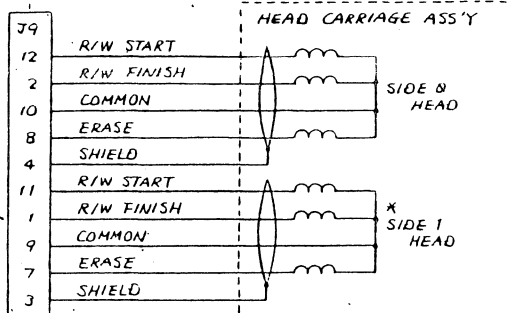 HEAD CARRIAGE ASS'Y
J9
12 R/W START
2 R/W FINISH
10 COMMON
8 ERASE
4 SHIELD
SIDE 0
HEAD
11 R/W START
1 R/W FINISH
9 COMMON
7 ERASE
3 SHIELD
*
SIDE 1
HEAD